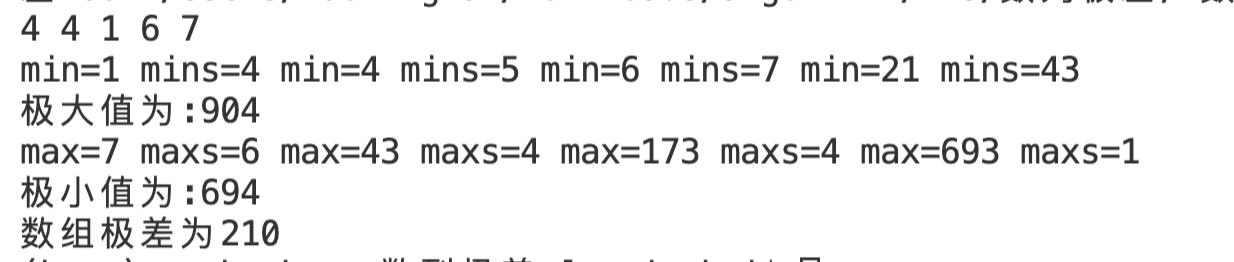 4 4 1 6 7
min=1 mins=4 min=4 mins=5 min=6 mins=7 min=21 mins=43
极大值为:904
max=7 maxs=6 max=43 maxs=4 max=173 maxs=4 max=693 maxs=1
极小值为:694
数组极差为210